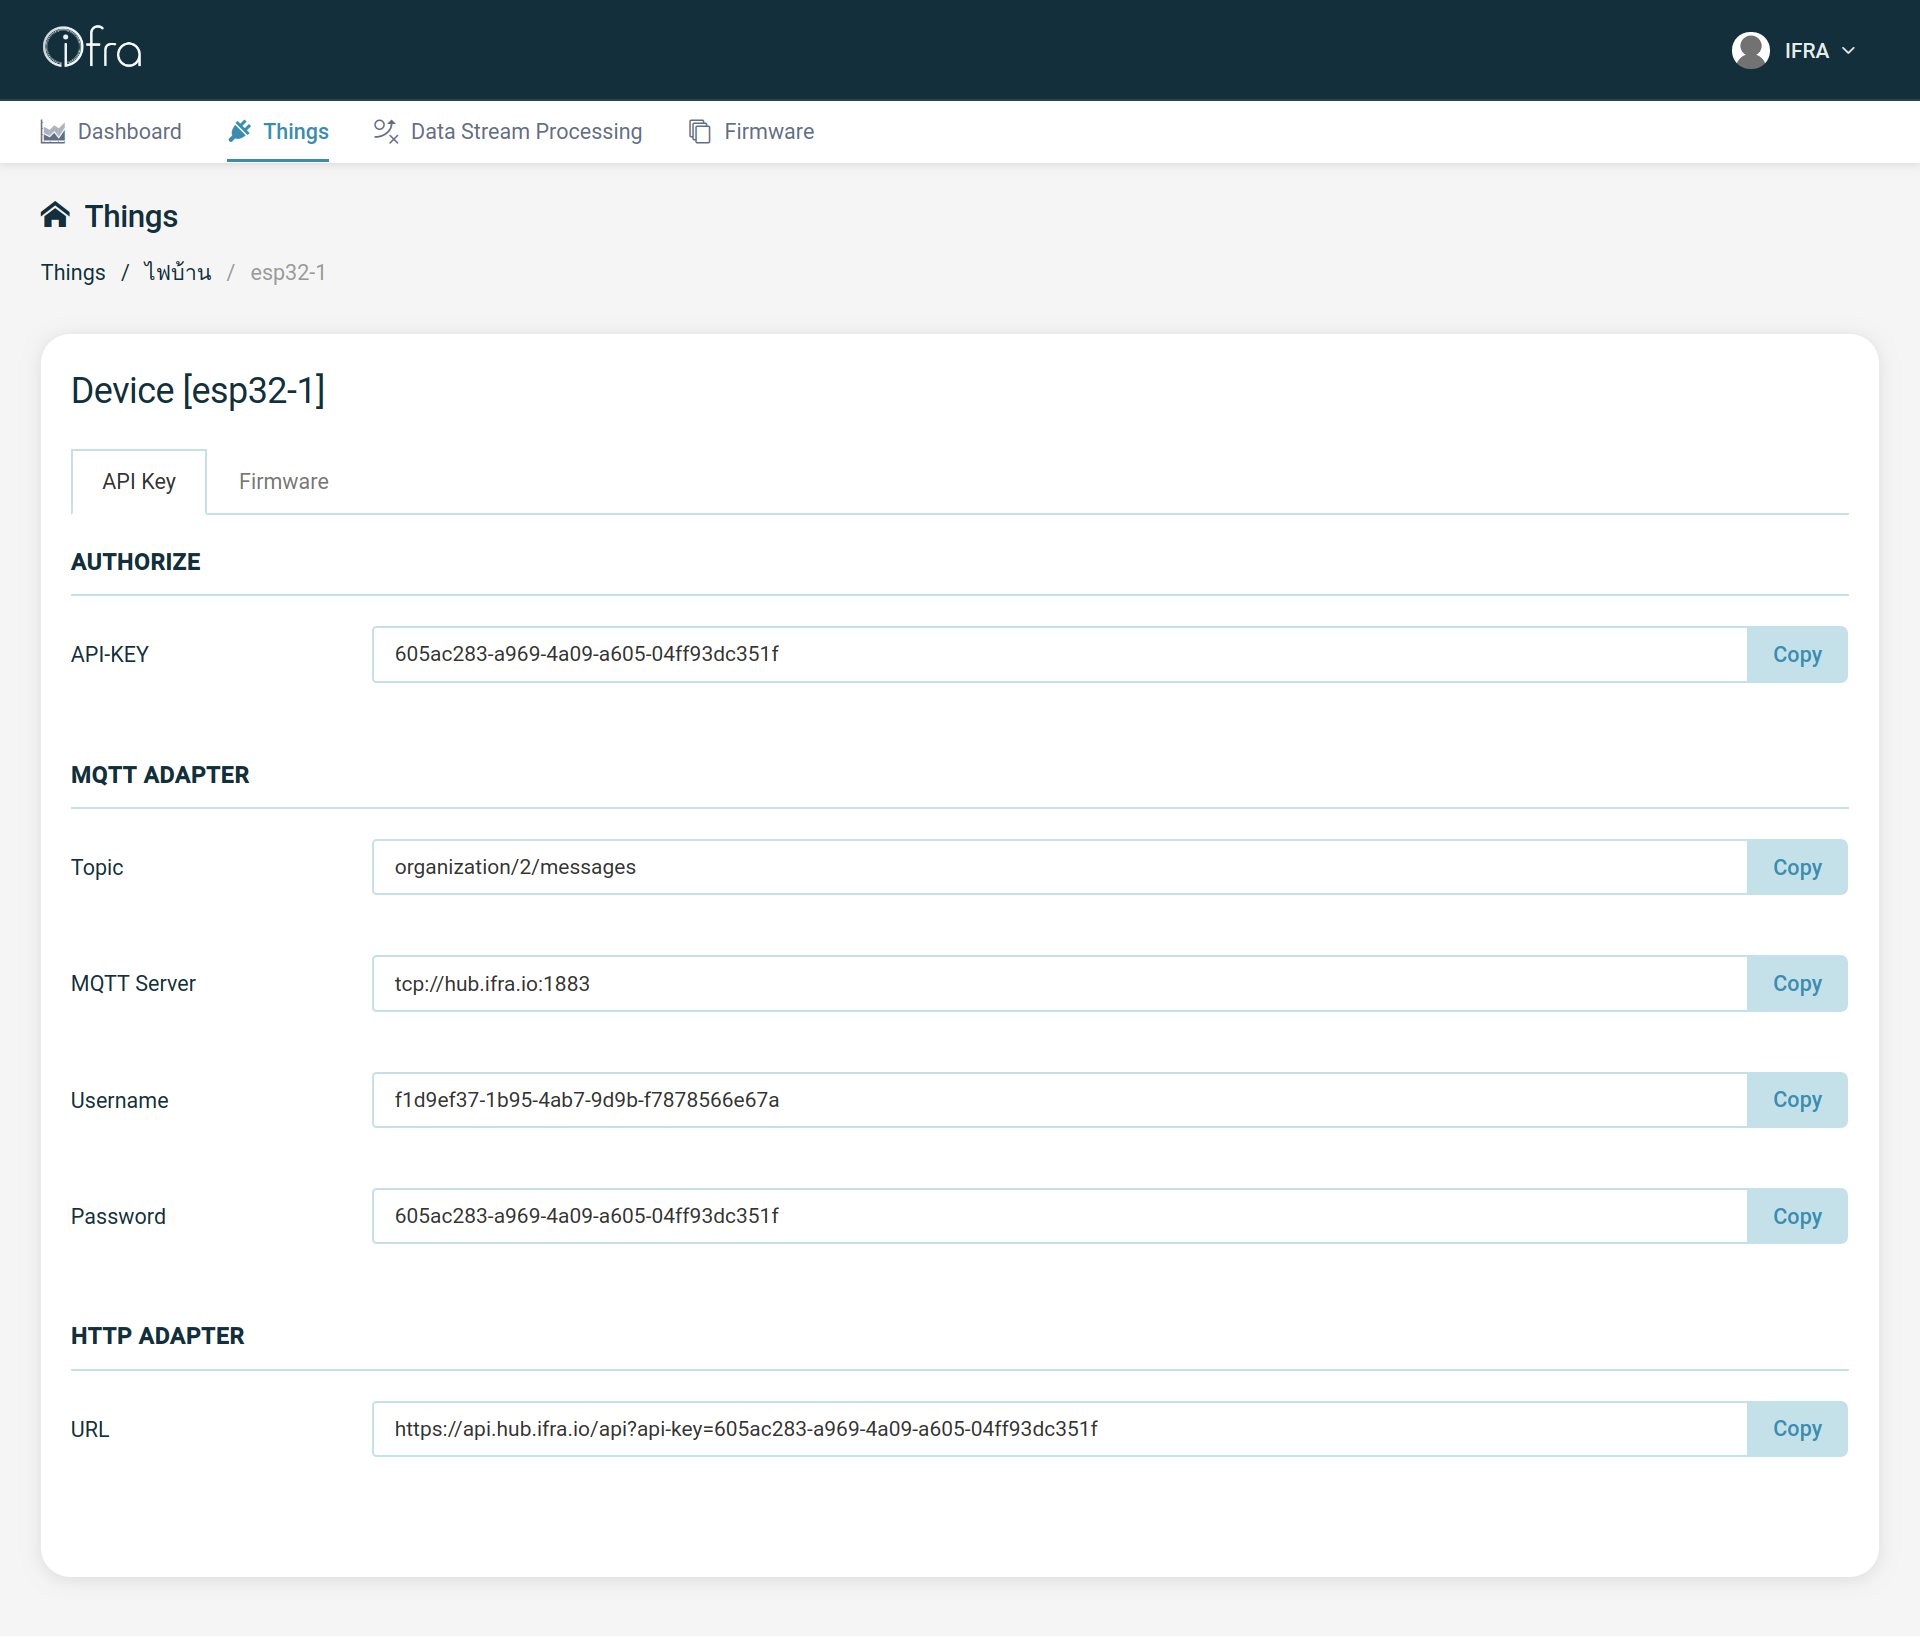 ifra
IFRA
Dashboard Things Data Stream Processing Firmware
Things
Things / ไฟบ้าน / esp32-1
Device [esp32-1]
API Key Firmware
AUTHORIZE
API-KEY 605ac283-a969-4a09-a605-04ff93dc351f Copy
MQTT ADAPTER
Topic organization/2/messages Copy
MQTT Server tcp://hub.ifra.io:1883 Copy
Username f1d9ef37-1b95-4ab7-9d9b-f7878566e67a Copy
Password 605ac283-a969-4a09-a605-04ff93dc351f Copy
HTTP ADAPTER
URL https://api.hub.ifra.io/api?api-key=605ac283-a969-4a09-a605-04ff93dc351f Copy